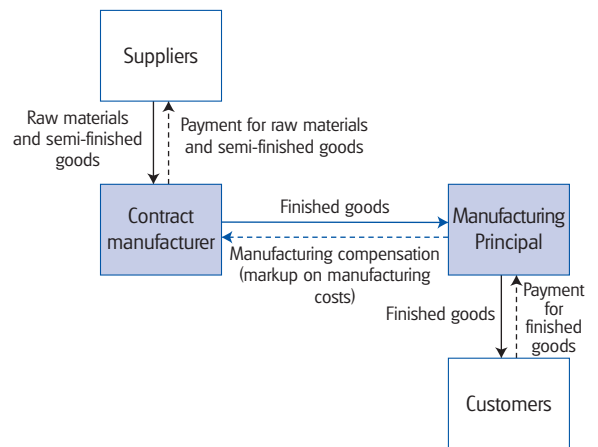 Suppliers
Raw materials
and semi-finished
goods
Payment for raw materials
and semi-finished goods
Contract
manufacturer
Finished goods
Manufacturing compensation
(markup on manufacturing
costs)
Manufacturing
Principal
Finished goods
Payment
for
finished
goods
Customers